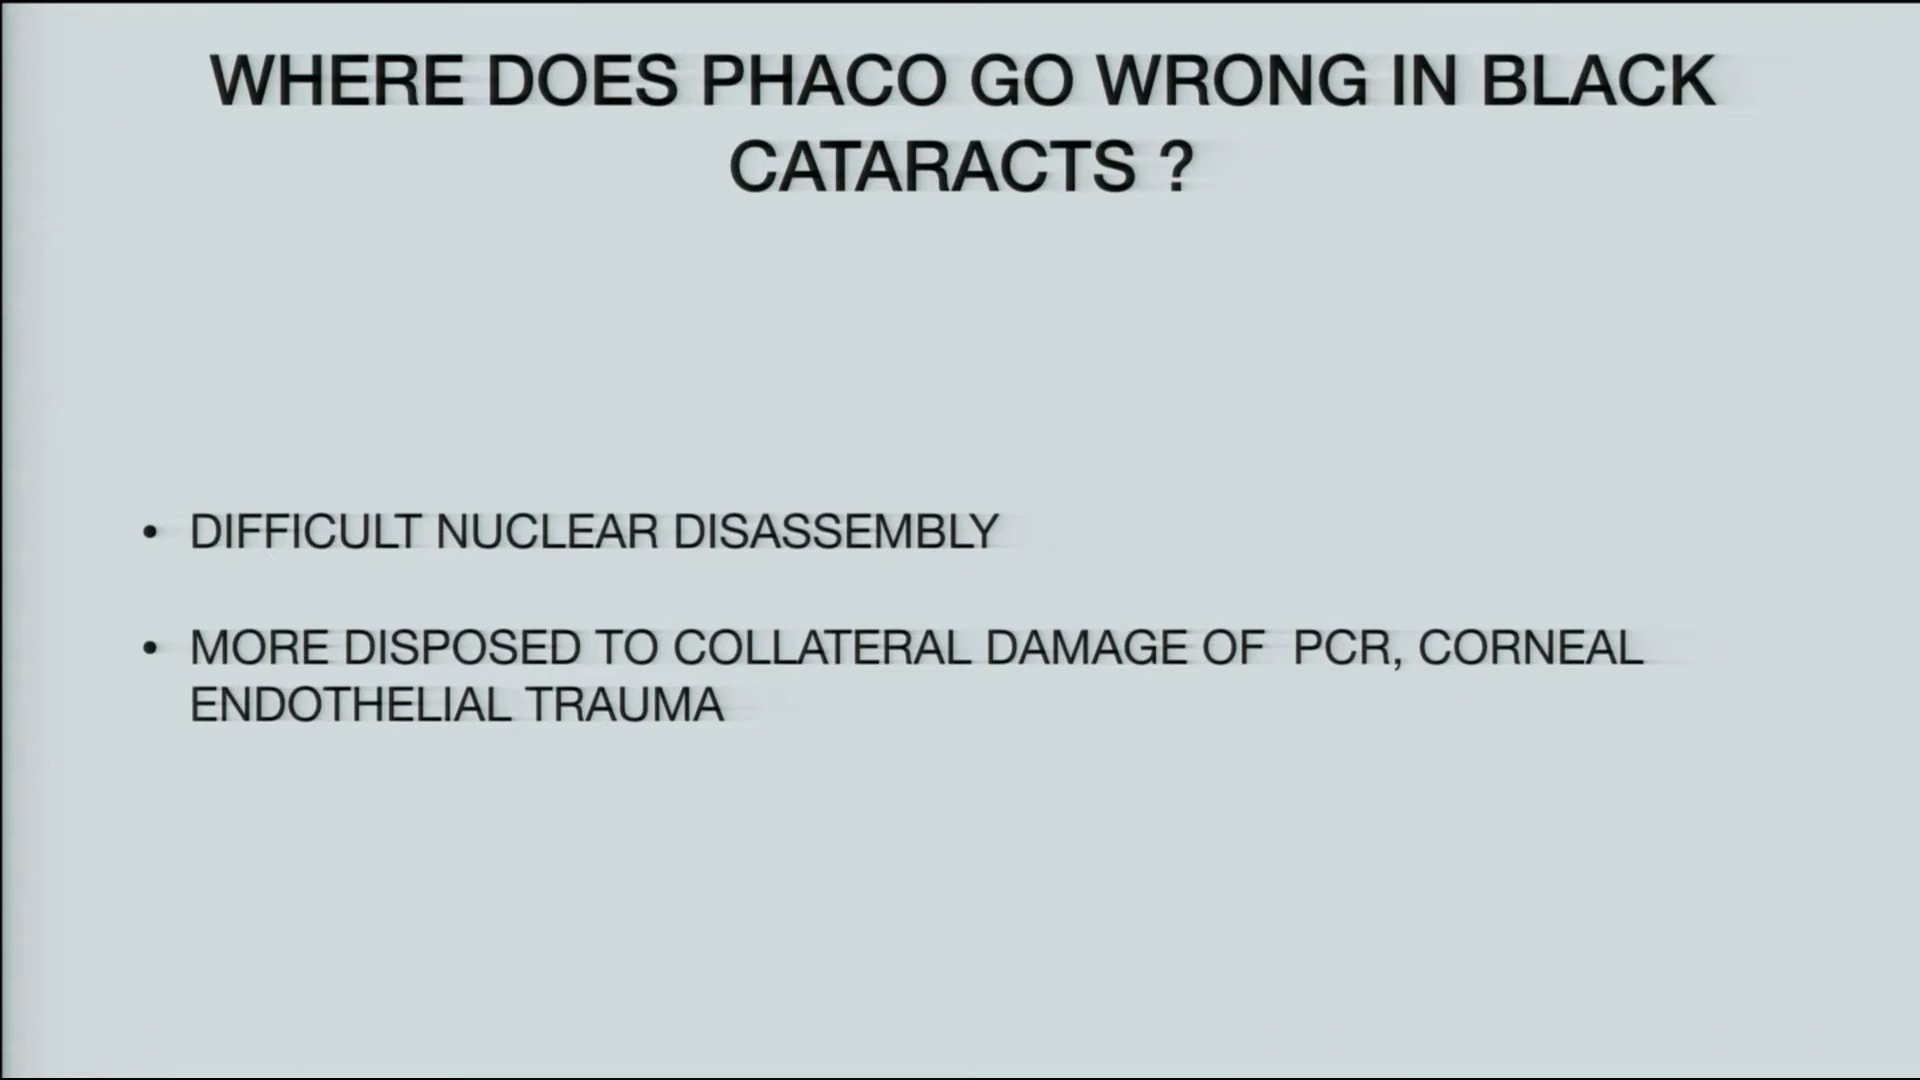 WHERE DOES PHACO GO WRONG IN BLACK
CATARACTS ?
• DIFFICULT NUCLEAR DISASSEMBLY
• MORE DISPOSED TO COLLATERAL DAMAGE OF PCR, CORNEAL
ENDOTHELIAL TRAUMA